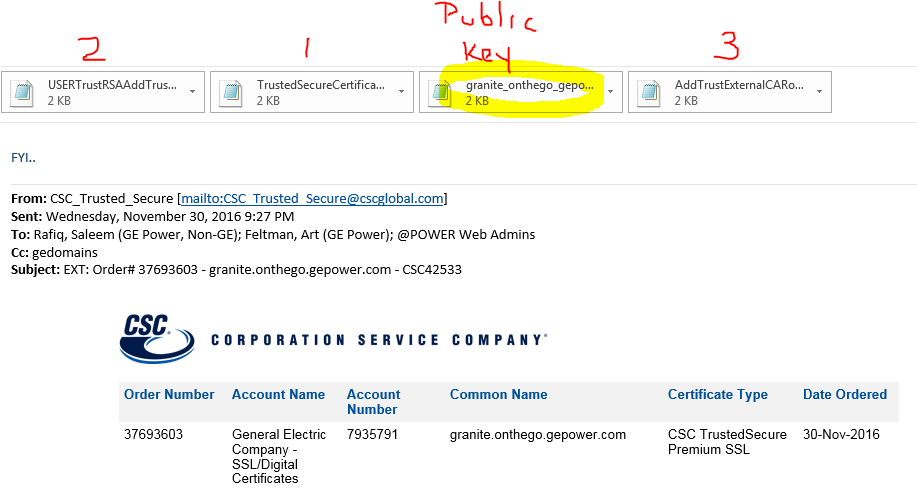 Public
Key
2
1
3
USERTrustRSAAddTrus...
2 KB
TrustedSecureCertifica...
2 KB
granite_onthego_gepo...
2 KB
AddTrustExternalCARo...
2 KB
FYI..
From: CSC_Trusted_Secure [mailto:CSC_Trusted_Secure@cscglobal.com]
Sent: Wednesday, November 30, 2016 9:27 PM
To: Rafiq, Saleem (GE Power, Non-GE); Feltman, Art (GE Power); @POWER Web Admins
Cc: gedomains
Subject: EXT: Order# 37693603 - granite.onthego.gepower.com - CSC42533
CSC. CORPORATION SERVICE COMPANY®
Order Number Account Name Account Number Common Name Certificate Type Date Ordered
37693603 General Electric Company - SSL/Digital Certificates 7935791 granite.onthego.gepower.com CSC TrustedSecure Premium SSL 30-Nov-2016